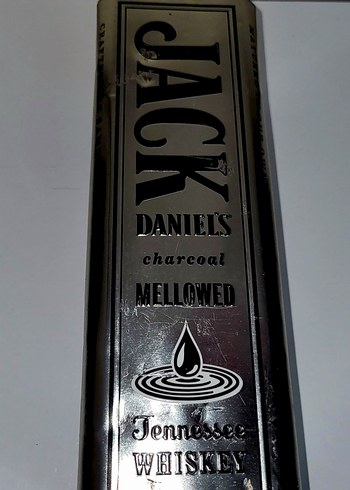 JACK
DANIEL'S
charcoal
MELLOWED
Tennessee
WHISKEY